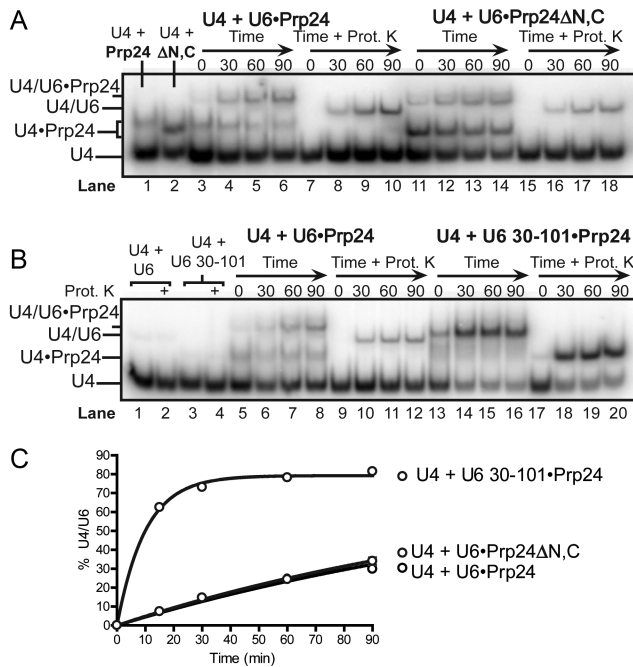 A
U4 + Prp24
U4 + ΔN,C
U4 + U6•Prp24
U4 + U6•Prp24ΔN,C
Time
Time + Prot. K
Time
Time + Prot. K
0 30 60 90 0 30 60 90 0 30 60 90 0 30 60 90
U4/U6•Prp24
U4/U6
U4•Prp24
U4
Lane 1 2 3 4 5 6 7 8 9 10 11 12 13 14 15 16 17 18
B
U4 + U6
U4 + U6 30-101
U4 + U6•Prp24
U4 + U6 30-101•Prp24
Time
Time + Prot. K
Time
Time + Prot. K
Prot. K + + 0 30 60 90 0 30 60 90 0 30 60 90 0 30 60 90
U4/U6•Prp24
U4/U6
U4•Prp24
U4
Lane 1 2 3 4 5 6 7 8 9 10 11 12 13 14 15 16 17 18 19 20
C
% U4/U6
90
80
70
60
50
40
30
20
10
0
0 10 20 30 40 50 60 70 80 90
Time (min)
U4 + U6 30-101•Prp24
U4 + U6•Prp24ΔN,C
U4 + U6•Prp24